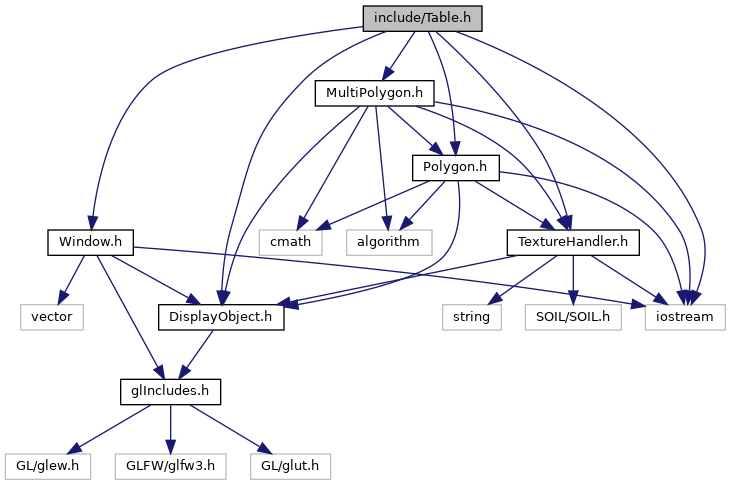 include/Table.h
MultiPolygon.h
Polygon.h
Window.h
cmath
algorithm
TextureHandler.h
vector
DisplayObject.h
string
SOIL/SOIL.h
iostream
glIncludes.h
GL/glew.h
GLFW/glfw3.h
GL/glut.h